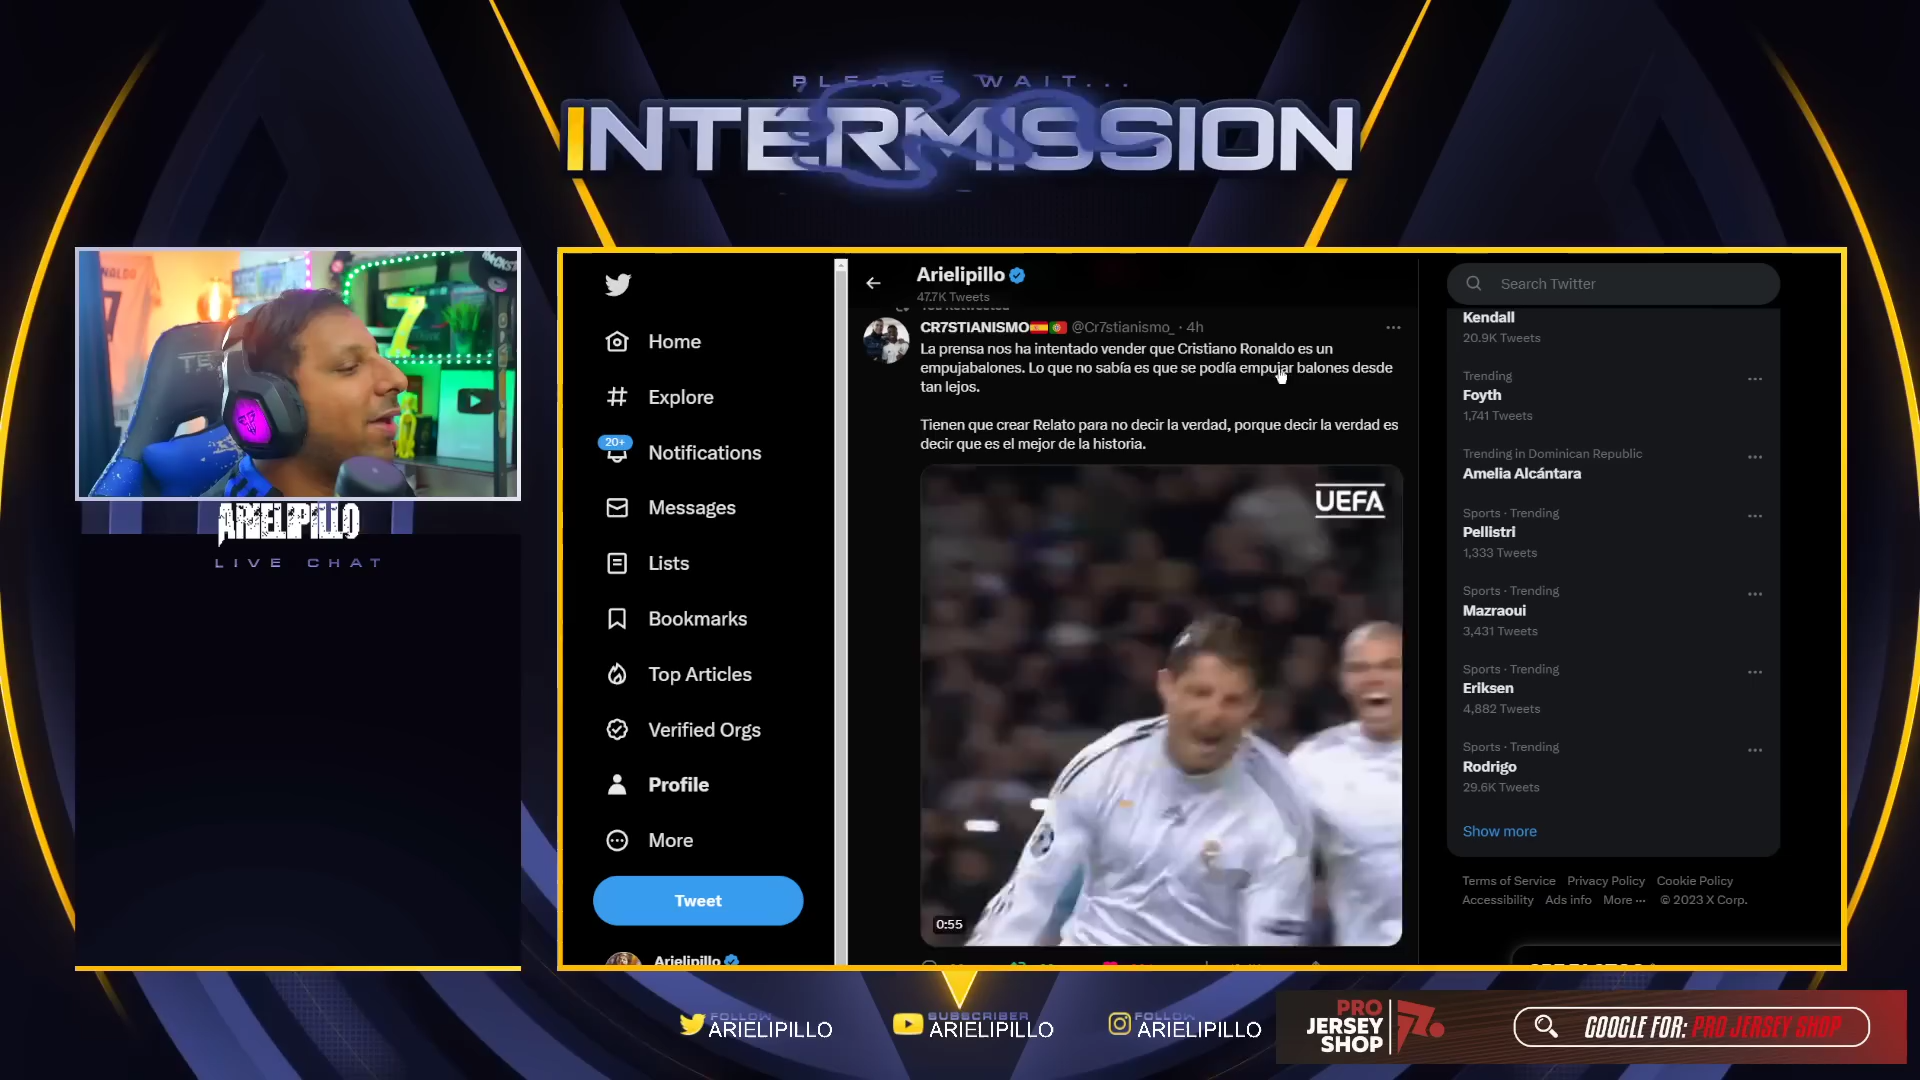 PLEASE WAIT...
INTERMISSION
ARIELIPILLO
LIVE CHAT
Home
Explore
20+
Notifications
Messages
Lists
Bookmarks
Top Articles
Verified Orgs
Profile
More
Tweet
Arielipillo
Arielipillo
47.7K Tweets
CR7STIANISMO🇪🇸🇵🇹 @Cr7stianismo_ · 4h
La prensa nos ha intentado vender que Cristiano Ronaldo es un
empujabalones. Lo que no sabía es que se podía empujar balones desde
tan lejos.
Tienen que crear Relato para no decir la verdad, porque decir la verdad es
decir que es el mejor de la historia.
UEFA
0:55
Search Twitter
Kendall
20.9K Tweets
Trending
Foyth
1,741 Tweets
Trending in Dominican Republic
Amelia Alcántara
Sports · Trending
Pellistri
1,333 Tweets
Sports · Trending
Mazraoui
3,431 Tweets
Sports · Trending
Eriksen
4,882 Tweets
Sports · Trending
Rodrigo
29.6K Tweets
Show more
Terms of Service Privacy Policy Cookie Policy
Accessibility Ads info More ··· © 2023 X Corp.
FOLLOW
ARIELIPILLO
SUBSCRIBER
ARIELIPILLO
FOLLOW
ARIELIPILLO
PRO
JERSEY
SHOP
GOOGLE FOR: PRO JERSEY SHOP